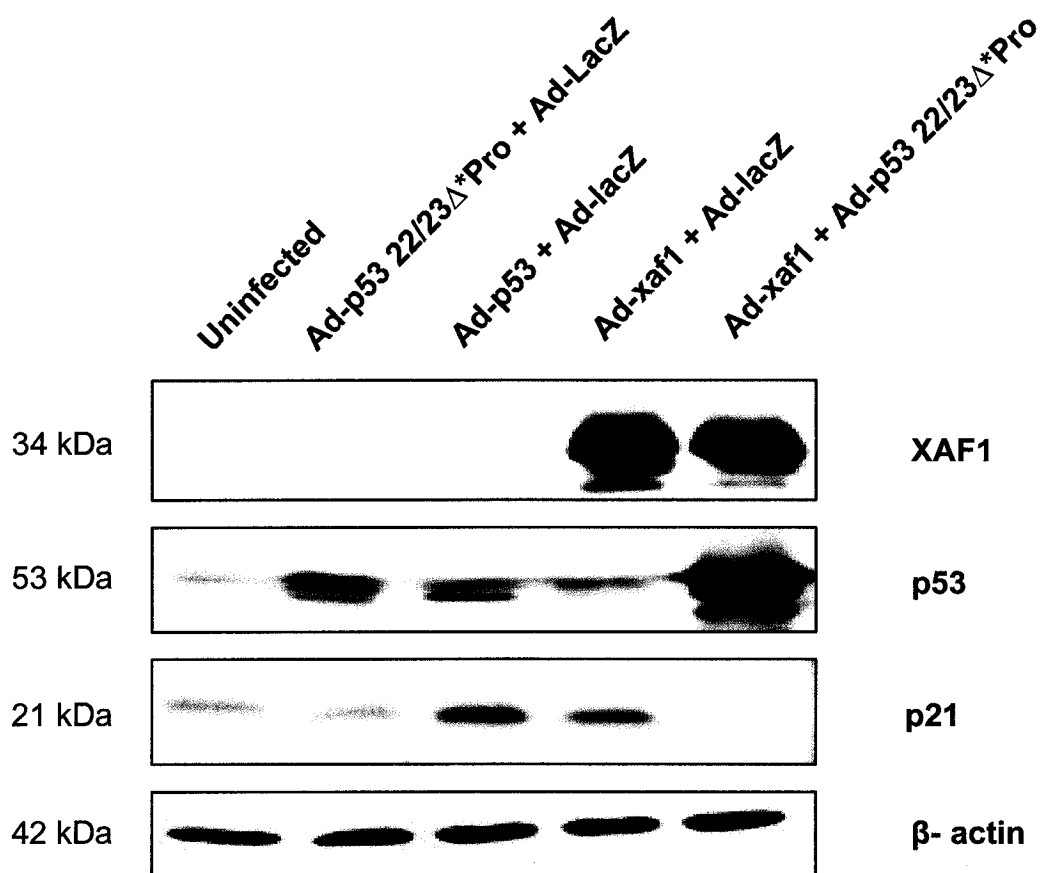 Uninfected
Ad-p53 22/23Δ*Pro + Ad-LacZ
Ad-p53 + Ad-lacZ
Ad-xaf1 + Ad-lacZ
Ad-xaf1 + Ad-p53 22/23Δ*Pro
34 kDa XAF1
53 kDa p53
21 kDa p21
42 kDa β- actin